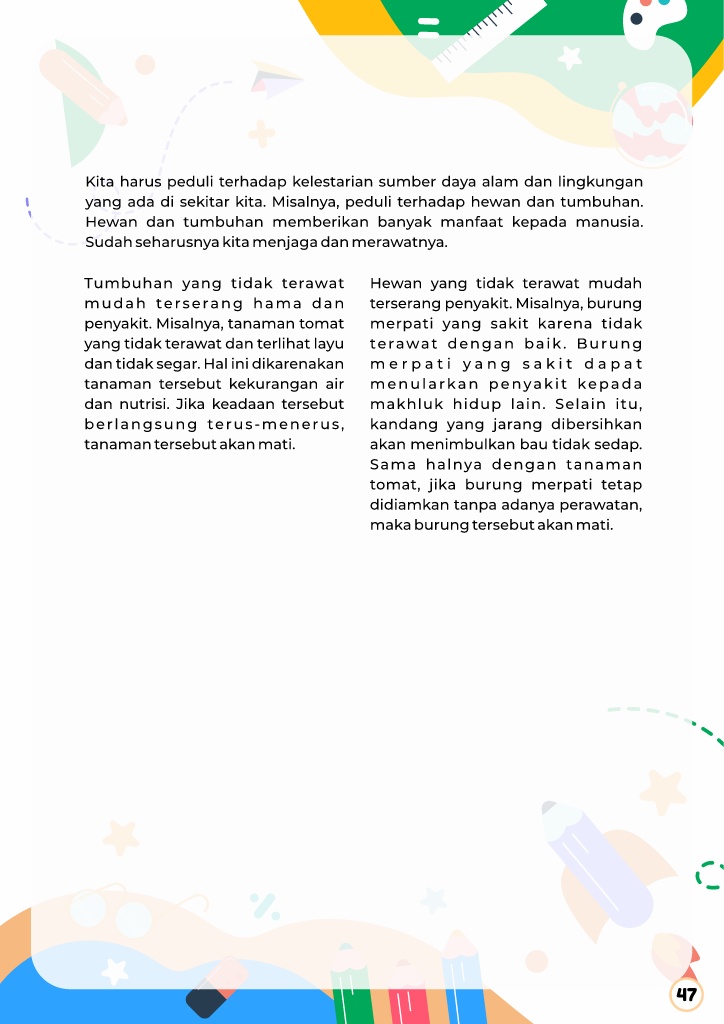 Kita harus peduli terhadap kelestarian sumber daya alam dan lingkungan
yang ada di sekitar kita. Misalnya, peduli terhadap hewan dan tumbuhan.
Hewan dan tumbuhan memberikan banyak manfaat kepada manusia.
Sudah seharusnya kita menjaga dan merawatnya.
Tumbuhan yang tidak terawat
mudah terserang hama dan
penyakit. Misalnya, tanaman tomat
yang tidak terawat dan terlihat layu
dan tidak segar. Hal ini dikarenakan
tanaman tersebut kekurangan air
dan nutrisi. Jika keadaan tersebut
berlangsung terus-menerus,
tanaman tersebut akan mati.
Hewan yang tidak terawat mudah
terserang penyakit. Misalnya, burung
merpati yang sakit karena tidak
terawat dengan baik. Burung
merpati yang sakit dapat
menularkan penyakit kepada
makhluk hidup lain. Selain itu,
kandang yang jarang dibersihkan
akan menimbulkan bau tidak sedap.
Sama halnya dengan tanaman
tomat, jika burung merpati tetap
didiamkan tanpa adanya perawatan,
maka burung tersebut akan mati.
47